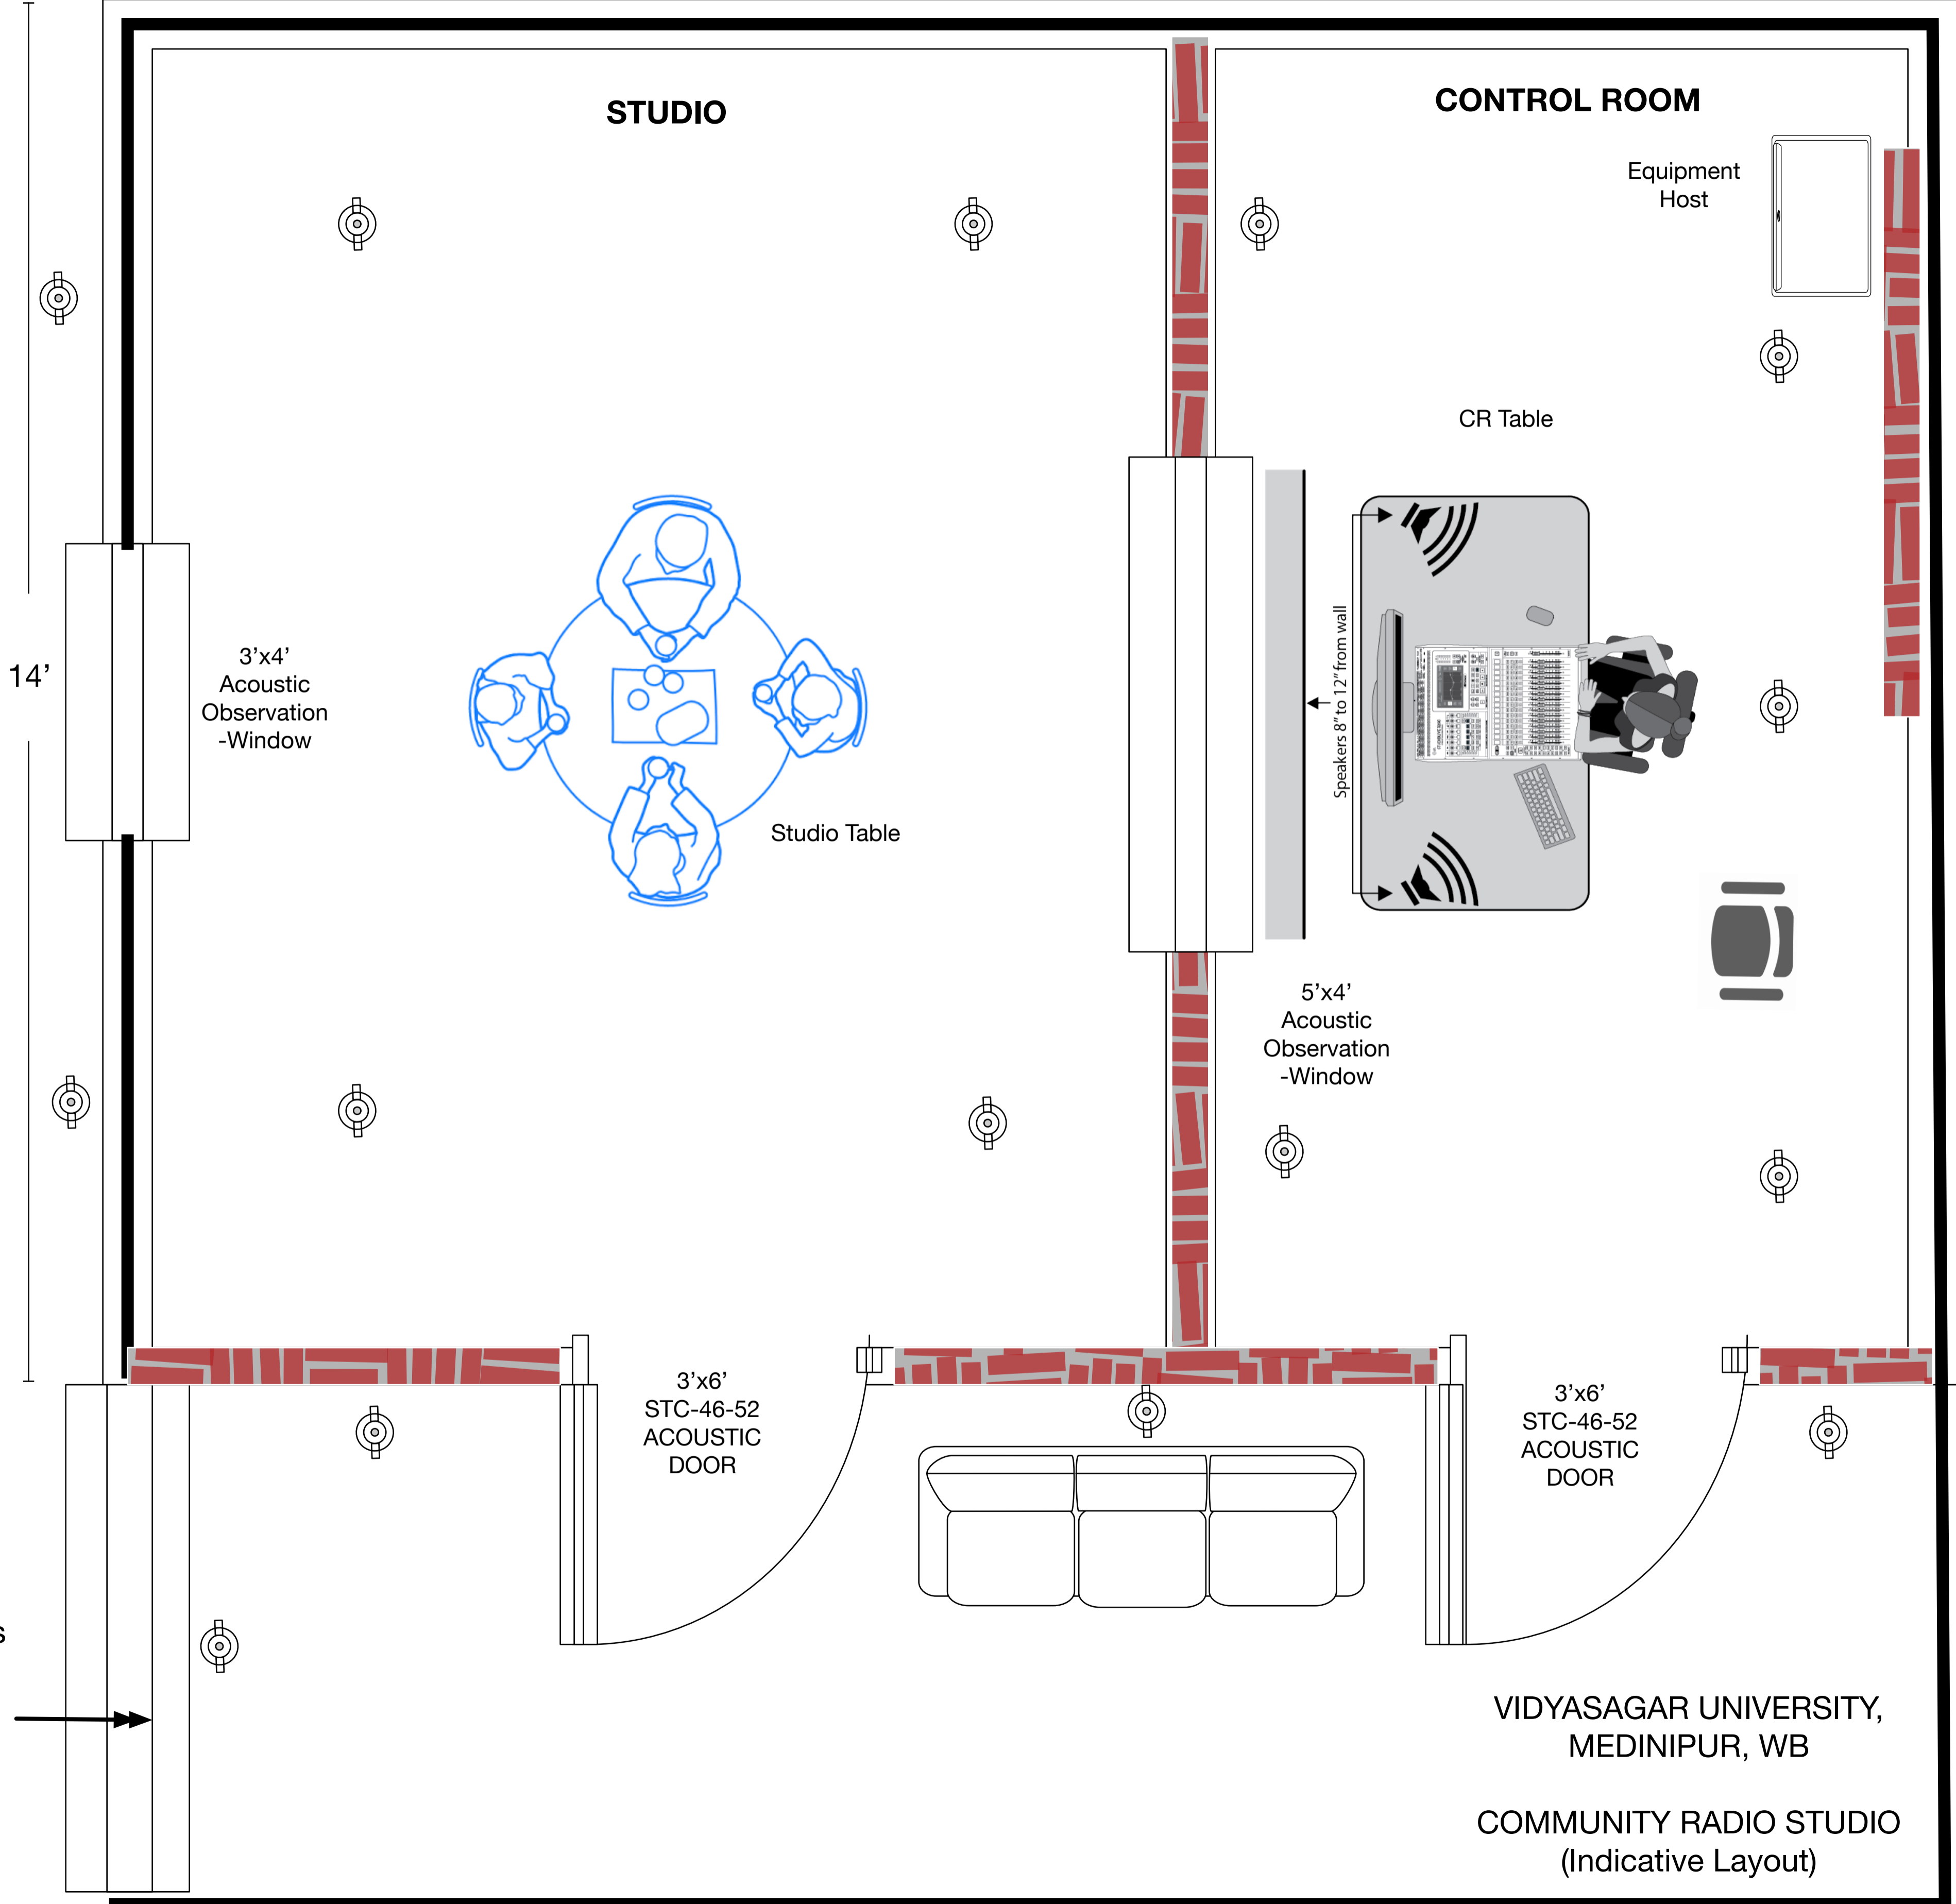 STUDIO
CONTROL ROOM
Equipment
Host
CR Table
14’
3’x4’
Acoustic
Observation
-Window
Speakers 8” to 12” from wall
Studio Table
5’x4’
Acoustic
Observation
-Window
3’x6’
STC-46-52
ACOUSTIC
DOOR
3’x6’
STC-46-52
ACOUSTIC
DOOR
s
VIDYASAGAR UNIVERSITY,
MEDINIPUR, WB
COMMUNITY RADIO STUDIO
(Indicative Layout)